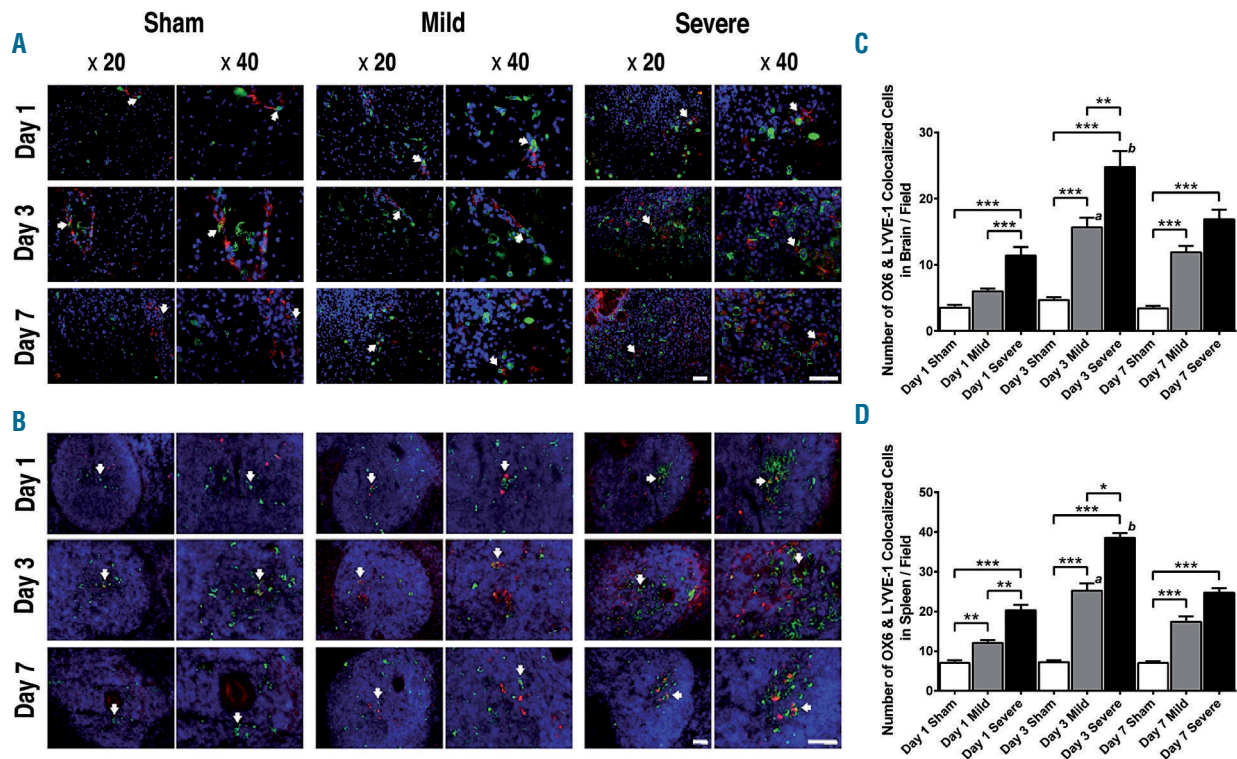 Sham Mild Severe
A
x 20 x 40 x 20 x 40 x 20 x 40
Day 1
Day 3
Day 7
B
Day 1
Day 3
Day 7
C
Number of OX6 & LYVE-1 Colocalized Cells
in Brain / Field
30
20
10
0
*** *** *** *** ** *** ***
a b
Day 1 Sham
Day 1 Mild
Day 1 Severe
Day 3 Sham
Day 3 Mild
Day 3 Severe
Day 7 Sham
Day 7 Mild
Day 7 Severe
D
Number of OX6 & LYVE-1 Colocalized Cells
in Spleen / Field
50
40
30
20
10
0
** *** ** *** *** * *** ***
a b
Day 1 Sham
Day 1 Mild
Day 1 Severe
Day 3 Sham
Day 3 Mild
Day 3 Severe
Day 7 Sham
Day 7 Mild
Day 7 Severe